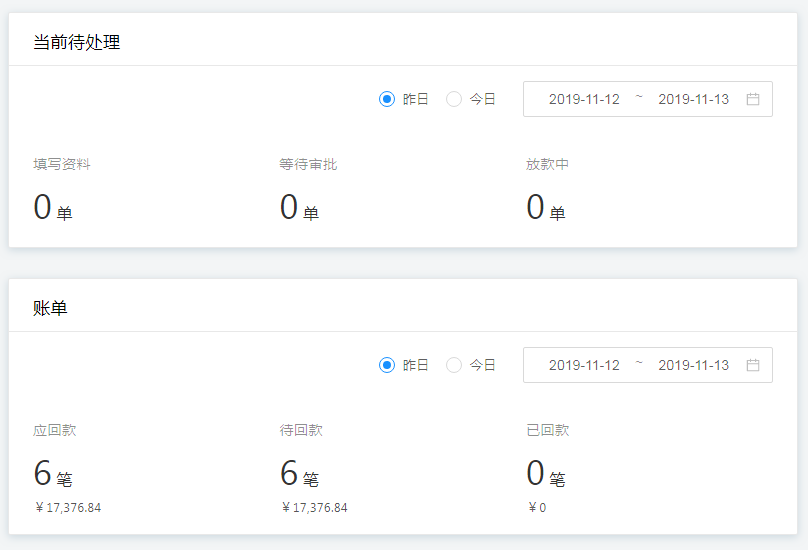 当前待处理
昨日 今日 2019-11-12 ~ 2019-11-13
填写资料 等待审批 放款中
0 单 0 单 0 单
账单
昨日 今日 2019-11-12 ~ 2019-11-13
应回款 待回款 已回款
6 笔 6 笔 0 笔
￥17,376.84 ￥17,376.84 ￥0